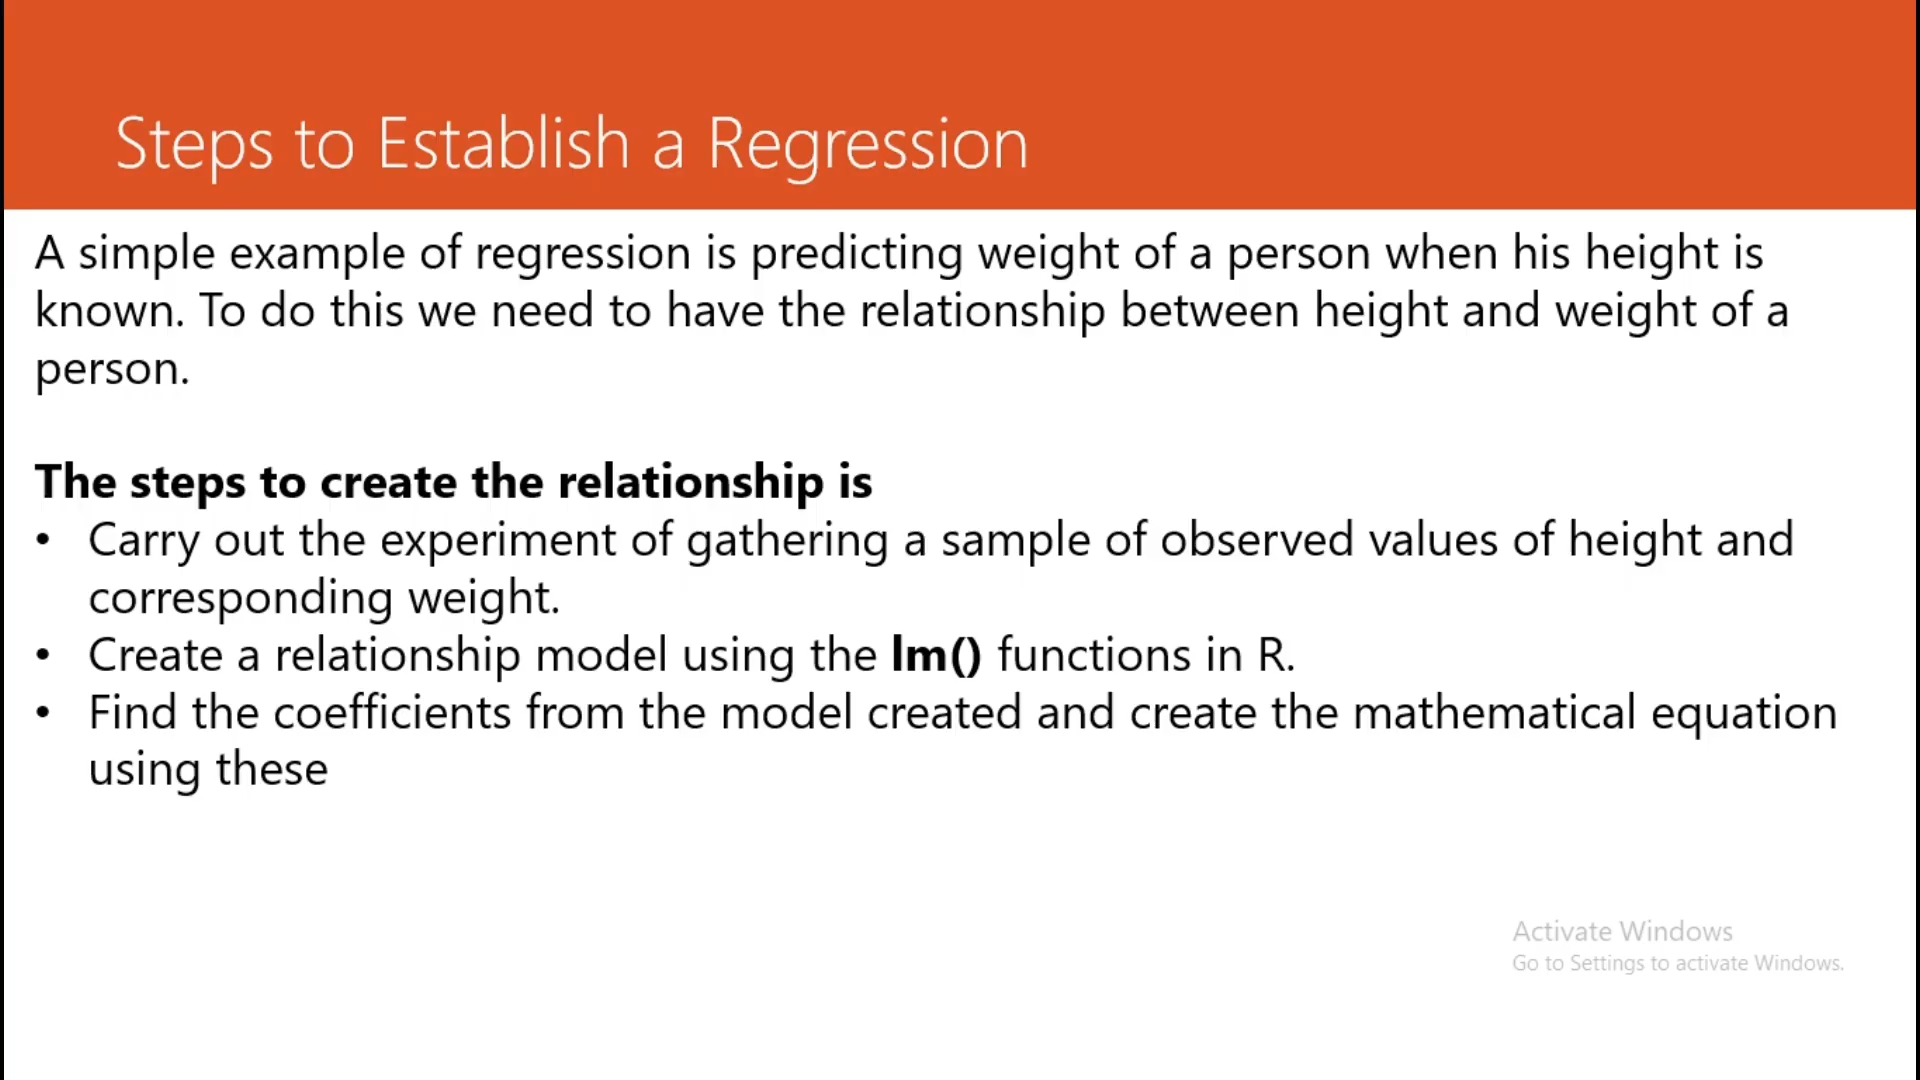 Steps to Establish a Regression
A simple example of regression is predicting weight of a person when his height is
known. To do this we need to have the relationship between height and weight of a
person.
The steps to create the relationship is
• Carry out the experiment of gathering a sample of observed values of height and
corresponding weight.
• Create a relationship model using the lm() functions in R.
• Find the coefficients from the model created and create the mathematical equation
using these
Activate Windows
Go to Settings to activate Windows.